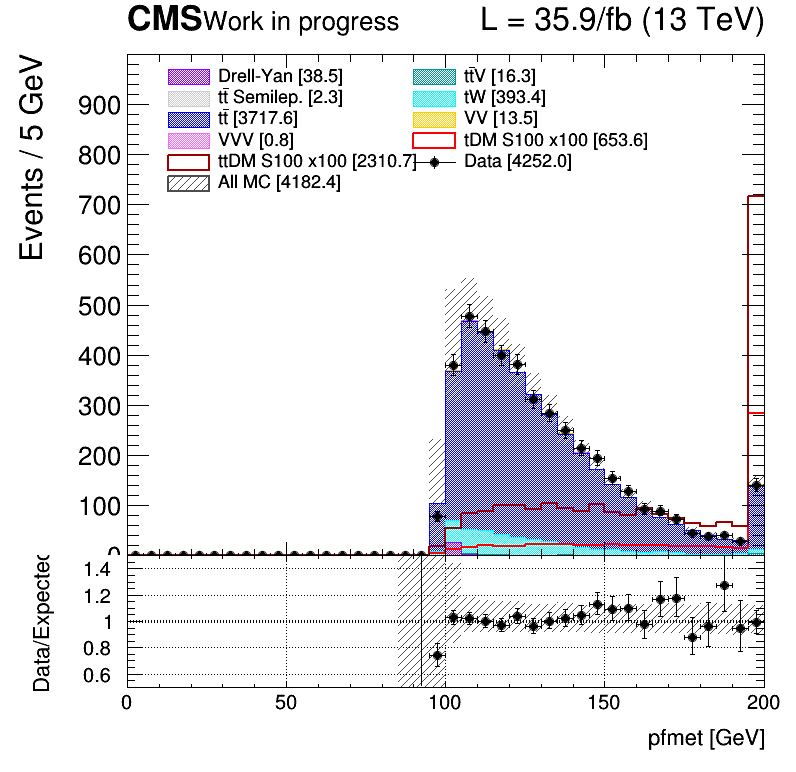 CMS Work in progress L = 35.9/fb (13 TeV)
Drell-Yan [38.5] tt̄V [16.3]
tt̄ Semilep. [2.3] tW [393.4]
tt̄ [3717.6] VV [13.5]
VVV [0.8] tDM S100 x100 [653.6]
ttDM S100 x100 [2310.7] Data [4252.0]
All MC [4182.4]
Events / 5 GeV
900
800
700
600
500
400
300
200
100
0
Data/Expected
1.4
1.2
1
0.8
0.6
0 50 100 150 200
pfmet [GeV]